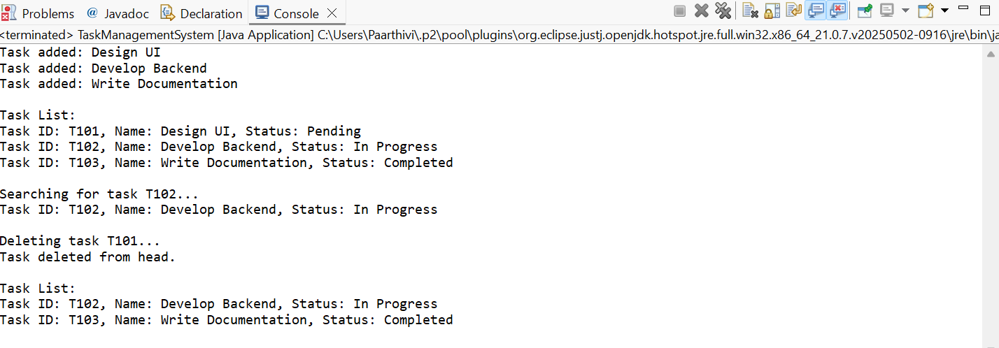 Problems @ Javadoc Declaration Console
<terminated> TaskManagementSystem [Java Application] C:\Users\Paarthivi\.p2\pool\plugins\org.eclipse.justj.openjdk.hotspot.jre.full.win32.x86_64_21.0.7.v20250502-0916\jre\bin\ja
Task added: Design UI
Task added: Develop Backend
Task added: Write Documentation
Task List:
Task ID: T101, Name: Design UI, Status: Pending
Task ID: T102, Name: Develop Backend, Status: In Progress
Task ID: T103, Name: Write Documentation, Status: Completed
Searching for task T102...
Task ID: T102, Name: Develop Backend, Status: In Progress
Deleting task T101...
Task deleted from head.
Task List:
Task ID: T102, Name: Develop Backend, Status: In Progress
Task ID: T103, Name: Write Documentation, Status: Completed